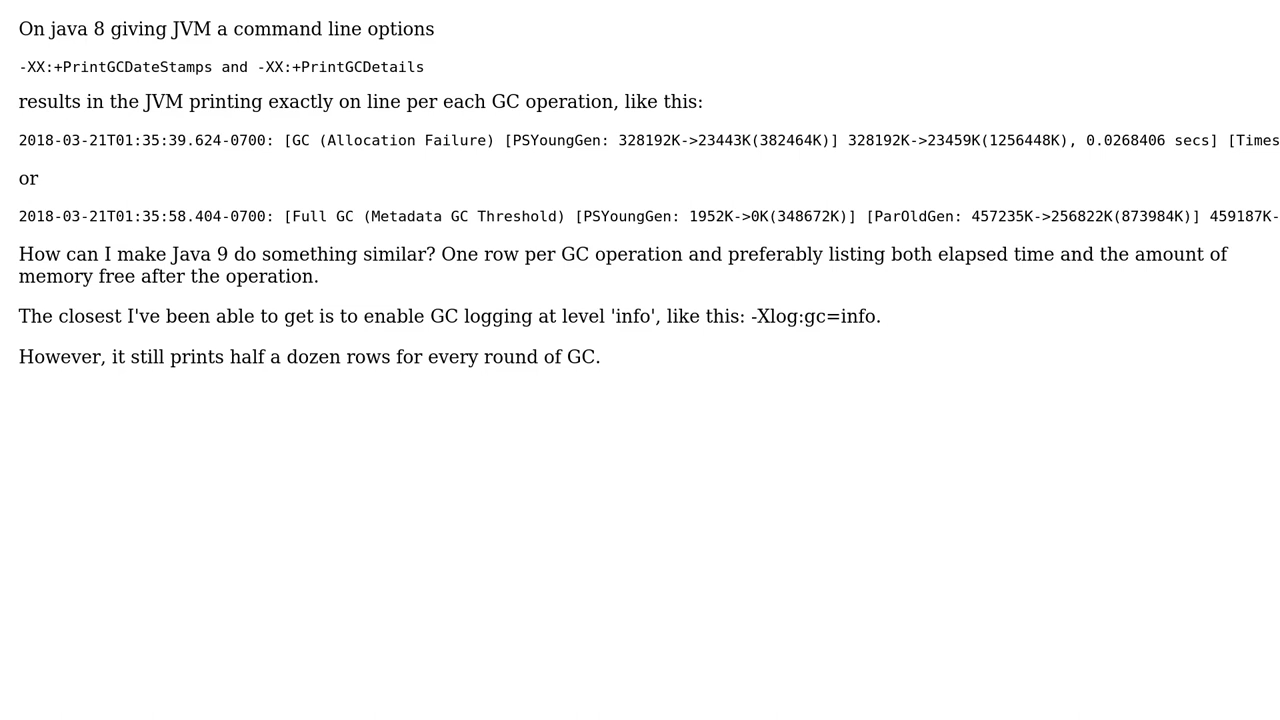 On java 8 giving JVM a command line options
-XX:+PrintGCDateStamps and -XX:+PrintGCDetails
results in the JVM printing exactly on line per each GC operation, like this:
2018-03-21T01:35:39.624-0700: [GC (Allocation Failure) [PSYoungGen: 328192K->23443K(382464K)] 328192K->23459K(1256448K), 0.0268406 secs] [Times
or
2018-03-21T01:35:58.404-0700: [Full GC (Metadata GC Threshold) [PSYoungGen: 1952K->0K(348672K)] [ParOldGen: 457235K->256822K(873984K)] 459187K-
How can I make Java 9 do something similar? One row per GC operation and preferably listing both elapsed time and the amount of
memory free after the operation.
The closest I've been able to get is to enable GC logging at level 'info', like this: -Xlog:gc=info.
However, it still prints half a dozen rows for every round of GC.